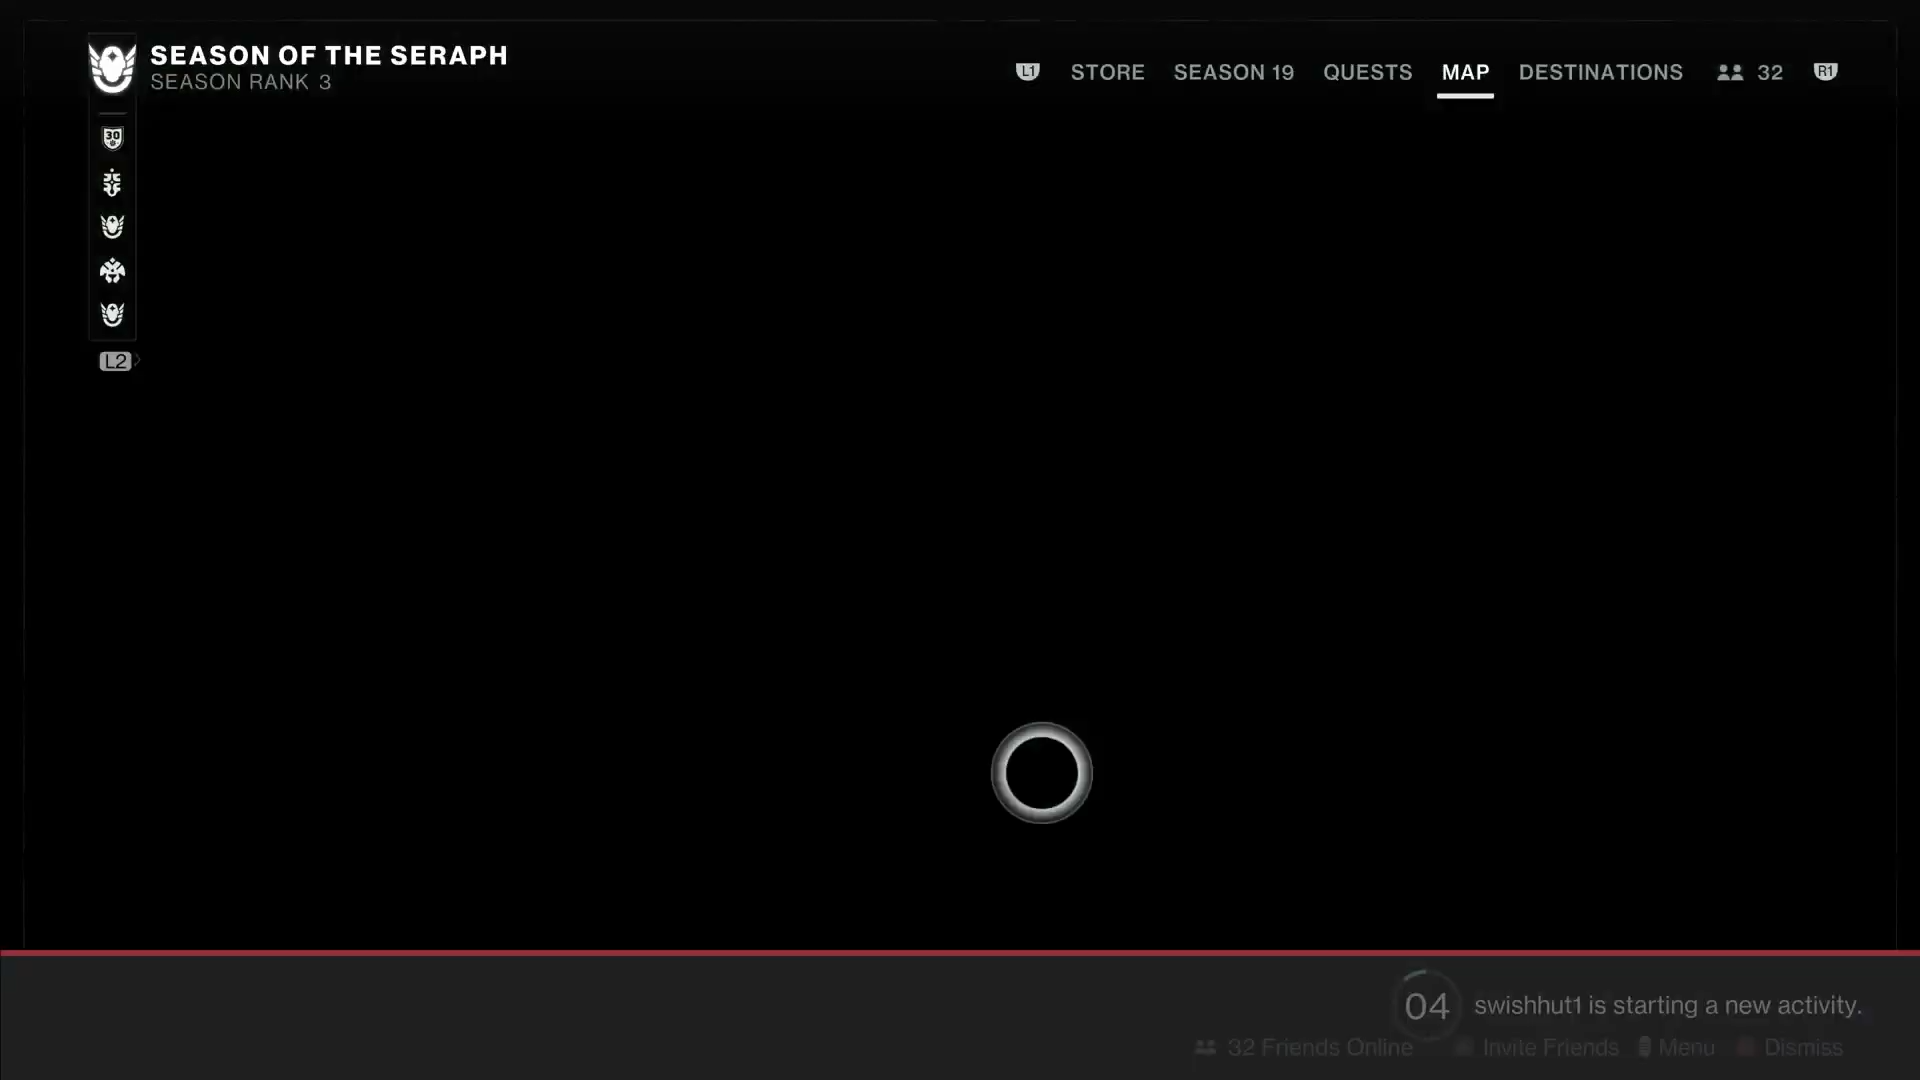 SEASON OF THE SERAPH
SEASON RANK 3
L1 STORE SEASON 19 QUESTS MAP DESTINATIONS 32 R1
30
L2
04 swishhut1 is starting a new activity.
32 Friends Online Invite Friends Menu Dismiss